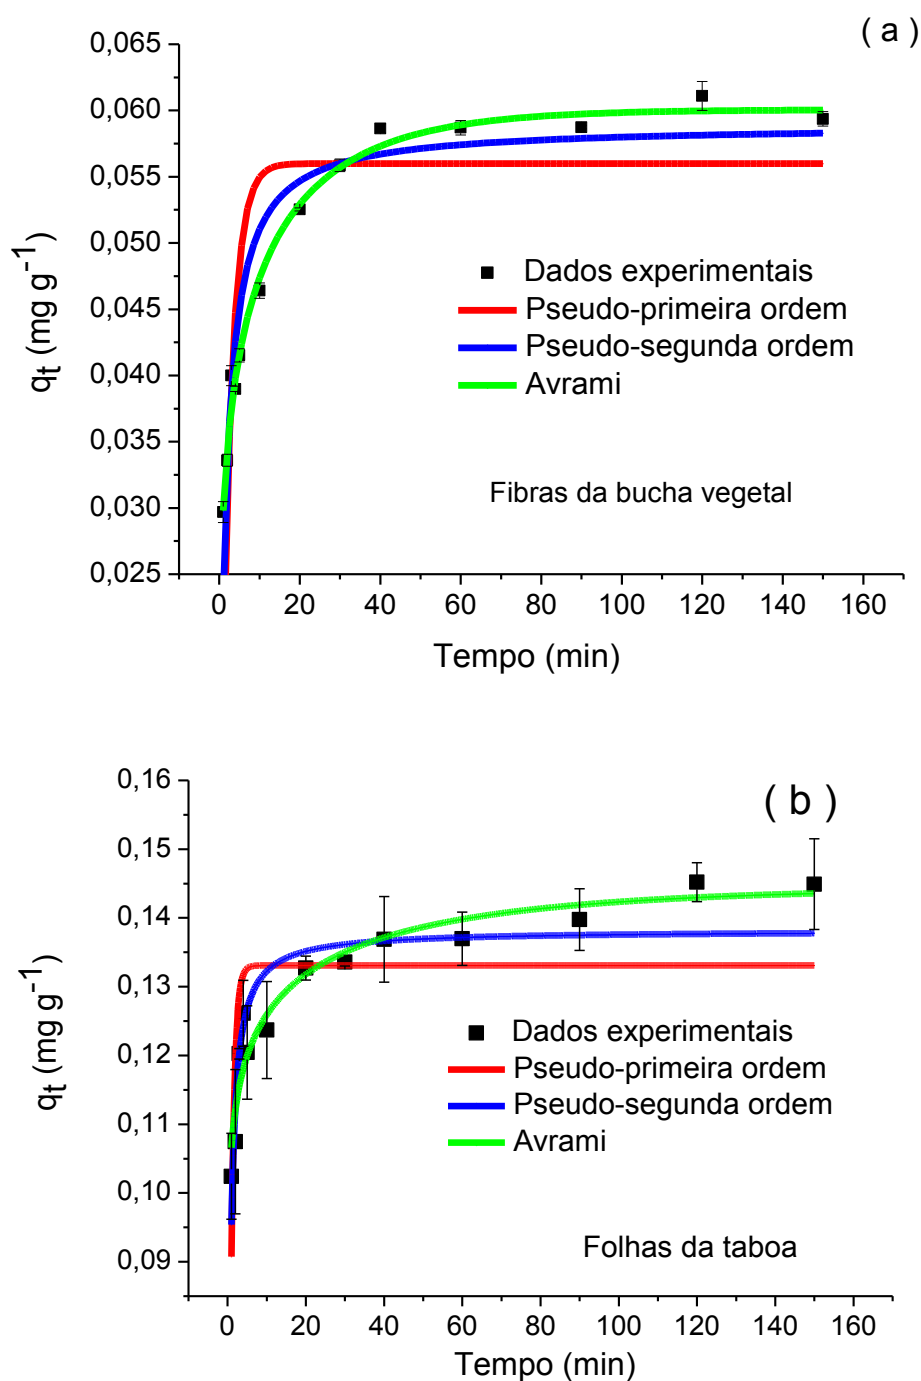 ( a )
0,065
0,060
0,055
0,050
0,045
0,040
0,035
0,030
0,025
qt (mg g-1)
Dados experimentais
Pseudo-primeira ordem
Pseudo-segunda ordem
Avrami
Fibras da bucha vegetal
0 20 40 60 80 100 120 140 160
Tempo (min)
( b )
0,16
0,15
0,14
0,13
0,12
0,11
0,10
0,09
qt (mg g-1)
Dados experimentais
Pseudo-primeira ordem
Pseudo-segunda ordem
Avrami
Folhas da taboa
0 20 40 60 80 100 120 140 160
Tempo (min)